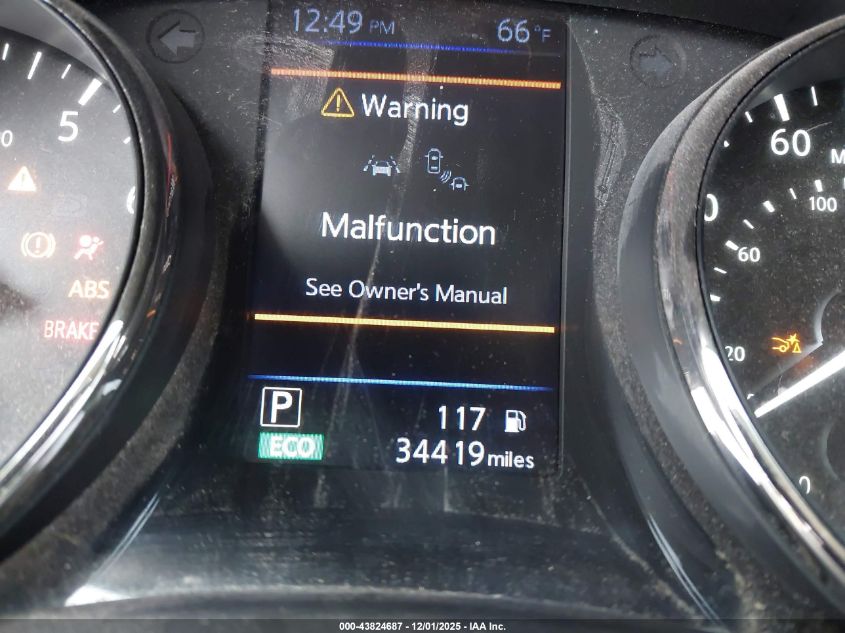 12:49 PM 66°F
Warning
Malfunction
See Owner's Manual
P 117
ECO 34419 miles
5
ABS
BRAKE
60
100
60
20
0
000-43824687 • 12/01/2025 - IAA Inc.